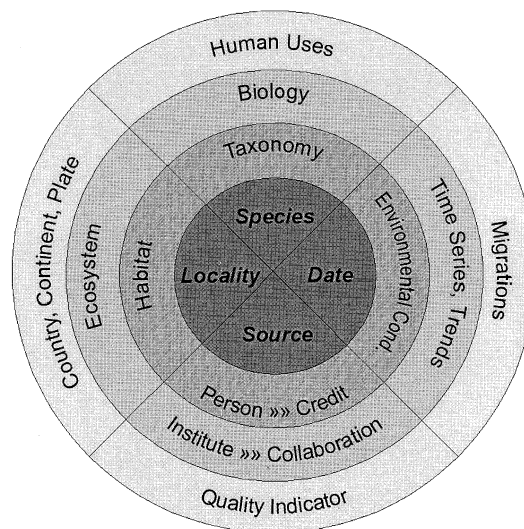 Human Uses
Biology
Taxonomy
Species
Country, Continent, Plate
Ecosystem
Habitat
Locality
Date
Environmental Cond.
Time Series, Trends
Migrations
Source
Person »» Credit
Institute »» Collaboration
Quality Indicator